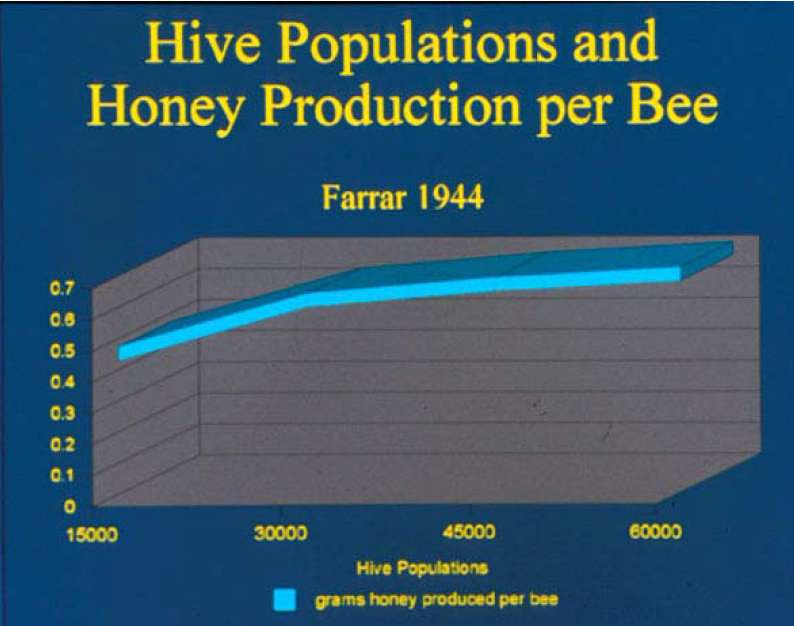 Hive Populations and
Honey Production per Bee
Farrar 1944
0.7
0.6
0.5
0.4
0.3
0.2
0.1
0
15000 30000 45000 60000
Hive Populations
grams honey produced per bee